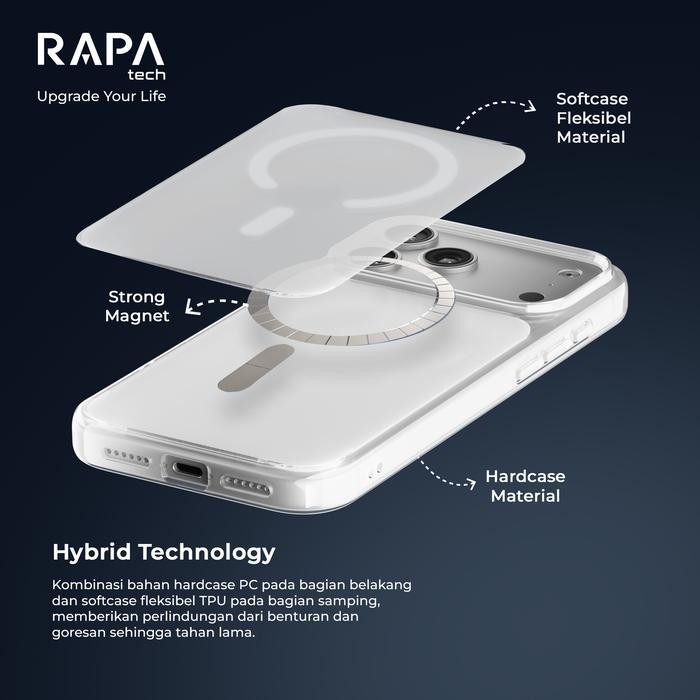 RAPA
tech
Upgrade Your Life
Softcase
Fleksibel
Material
Strong
Magnet
Hardcase
Material
Hybrid Technology
Kombinasi bahan hardcase PC pada bagian belakang
dan softcase fleksibel TPU pada bagian samping,
memberikan perlindungan dari benturan dan
goresan sehingga tahan lama.